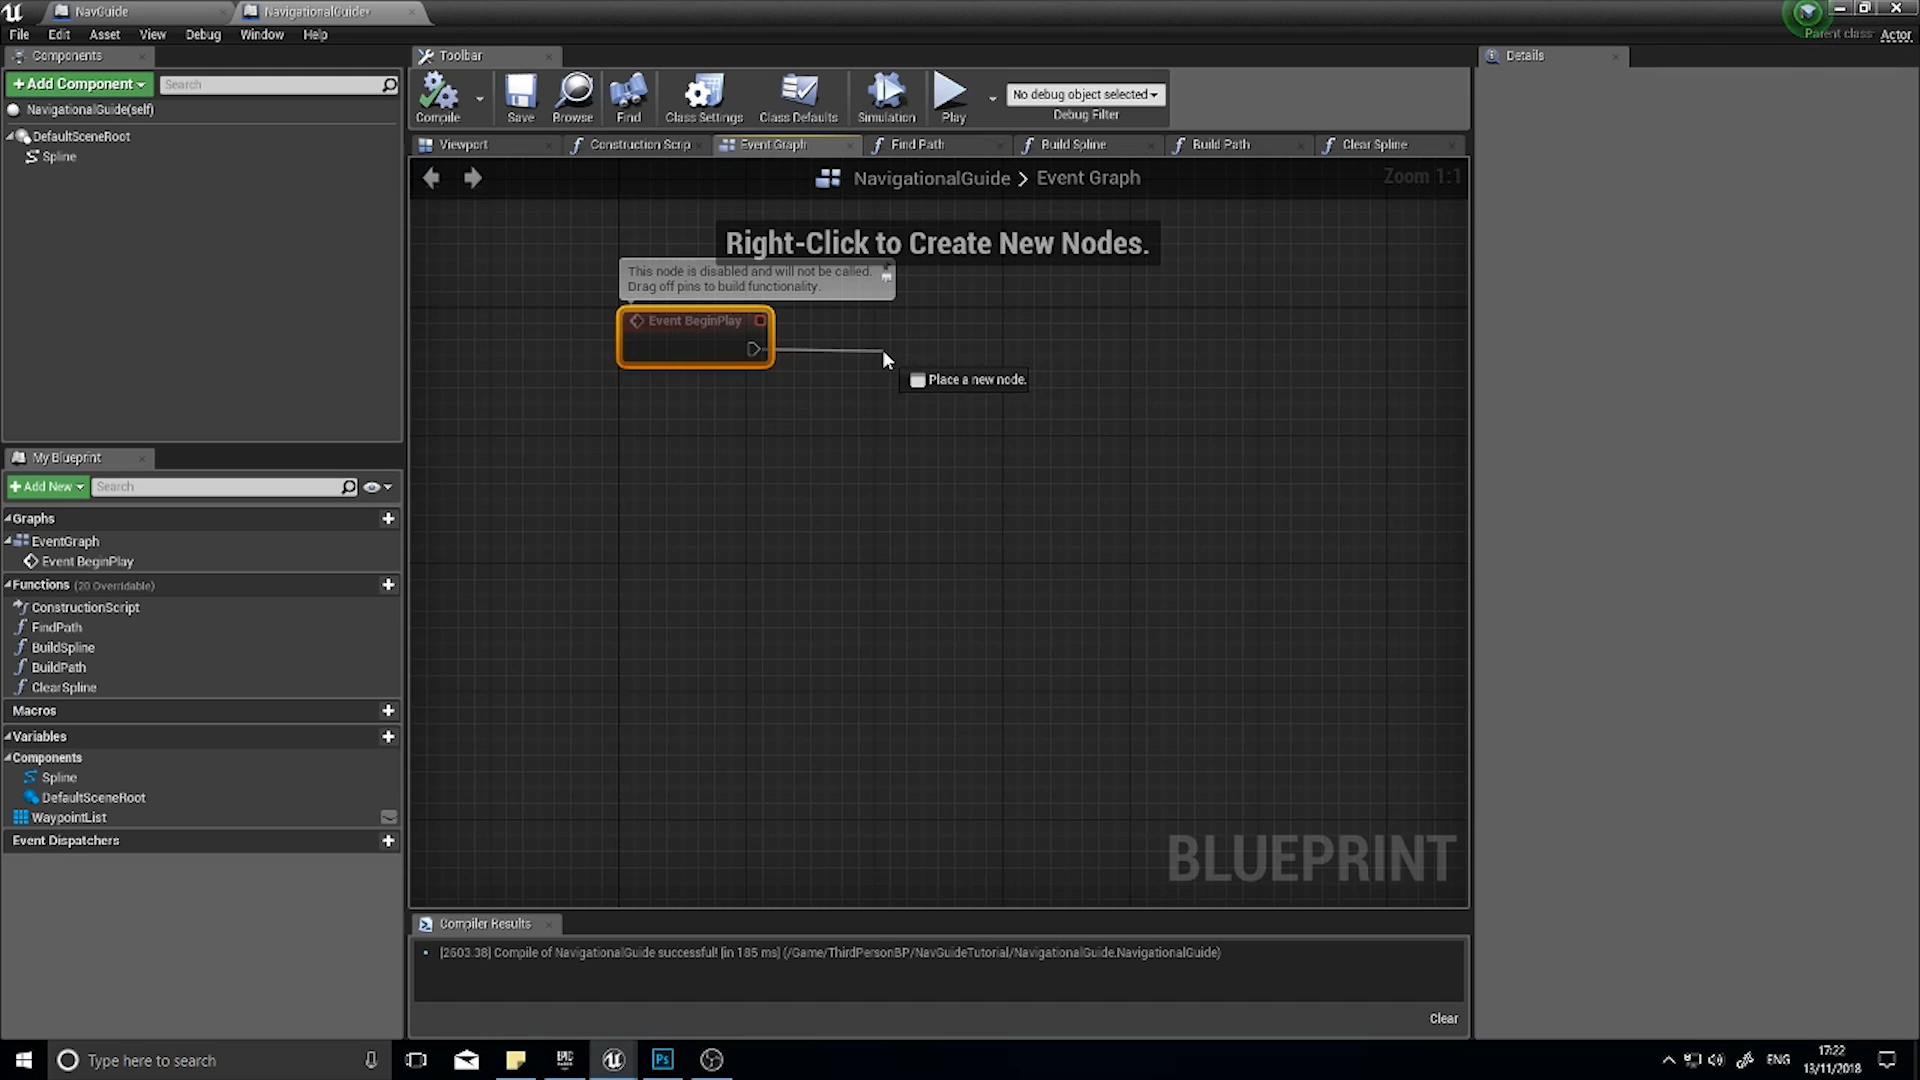 NavGuide
NavigationalGuide*
File Edit Asset View Debug Window Help
Parent class: Actor
Components
+ Add Component
Search
NavigationalGuide(self)
DefaultSceneRoot
Spline
Toolbar
Compile
Save
Browse
Find
Class Settings
Class Defaults
Simulation
Play
No debug object selected
Debug Filter
Details
Viewport
Construction Scrip
Event Graph
Find Path
Build Spline
Build Path
Clear Spline
NavigationalGuide > Event Graph
Zoom 1:1
Right-Click to Create New Nodes.
This node is disabled and will not be called.
Drag off pins to build functionality.
Event BeginPlay
Place a new node.
BLUEPRINT
My Blueprint
+ Add New
Search
Graphs
EventGraph
Event BeginPlay
Functions (20 Overridable)
ConstructionScript
FindPath
BuildSpline
BuildPath
ClearSpline
Macros
Variables
Components
Spline
DefaultSceneRoot
WaypointList
Event Dispatchers
Compiler Results
[2603.38] Compile of NavigationalGuide successful! [in 185 ms] (/Game/ThirdPersonBP/NavGuideTutorial/NavigationalGuide.NavigationalGuide)
Clear
Type here to search
EPIC
Ps
ENG
17:22
13/11/2018